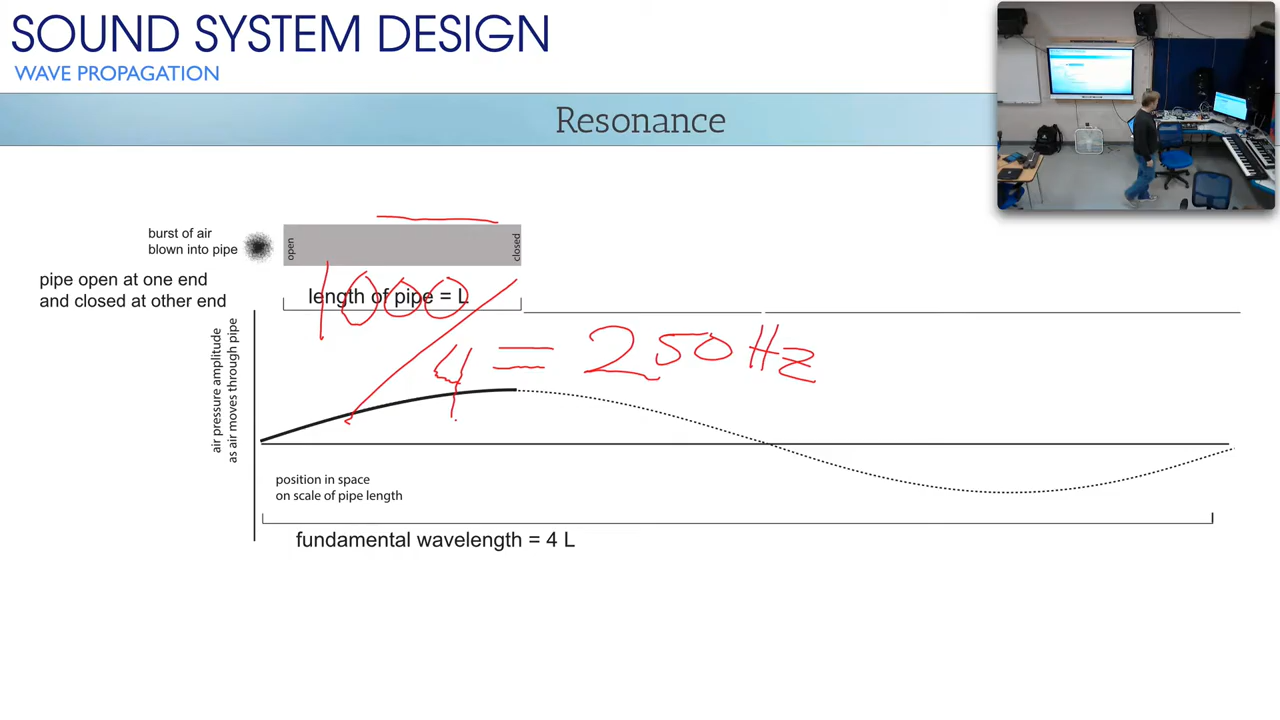 SOUND SYSTEM DESIGN
WAVE PROPAGATION
Resonance
burst of air
blown into pipe
open
closed
pipe open at one end
and closed at other end
length of pipe = L
1000/4 = 250 Hz
air pressure amplitude
as air moves through pipe
position in space
on scale of pipe length
fundamental wavelength = 4 L